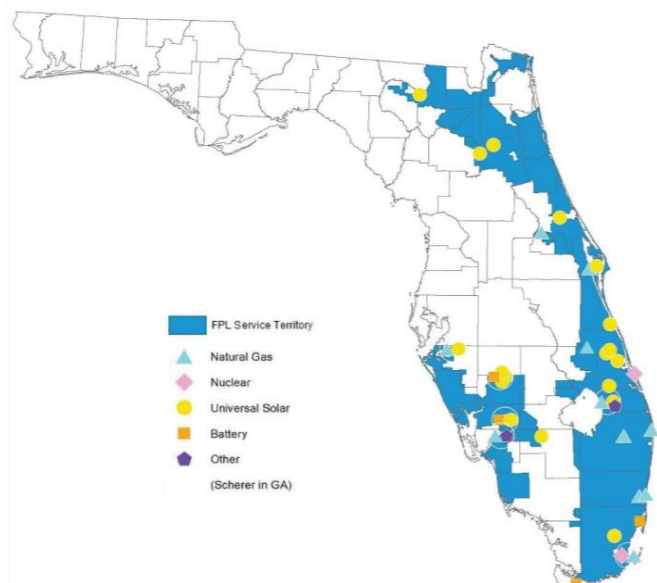 FPL Service Territory
Natural Gas
Nuclear
Universal Solar
Battery
Other
(Scherer in GA)